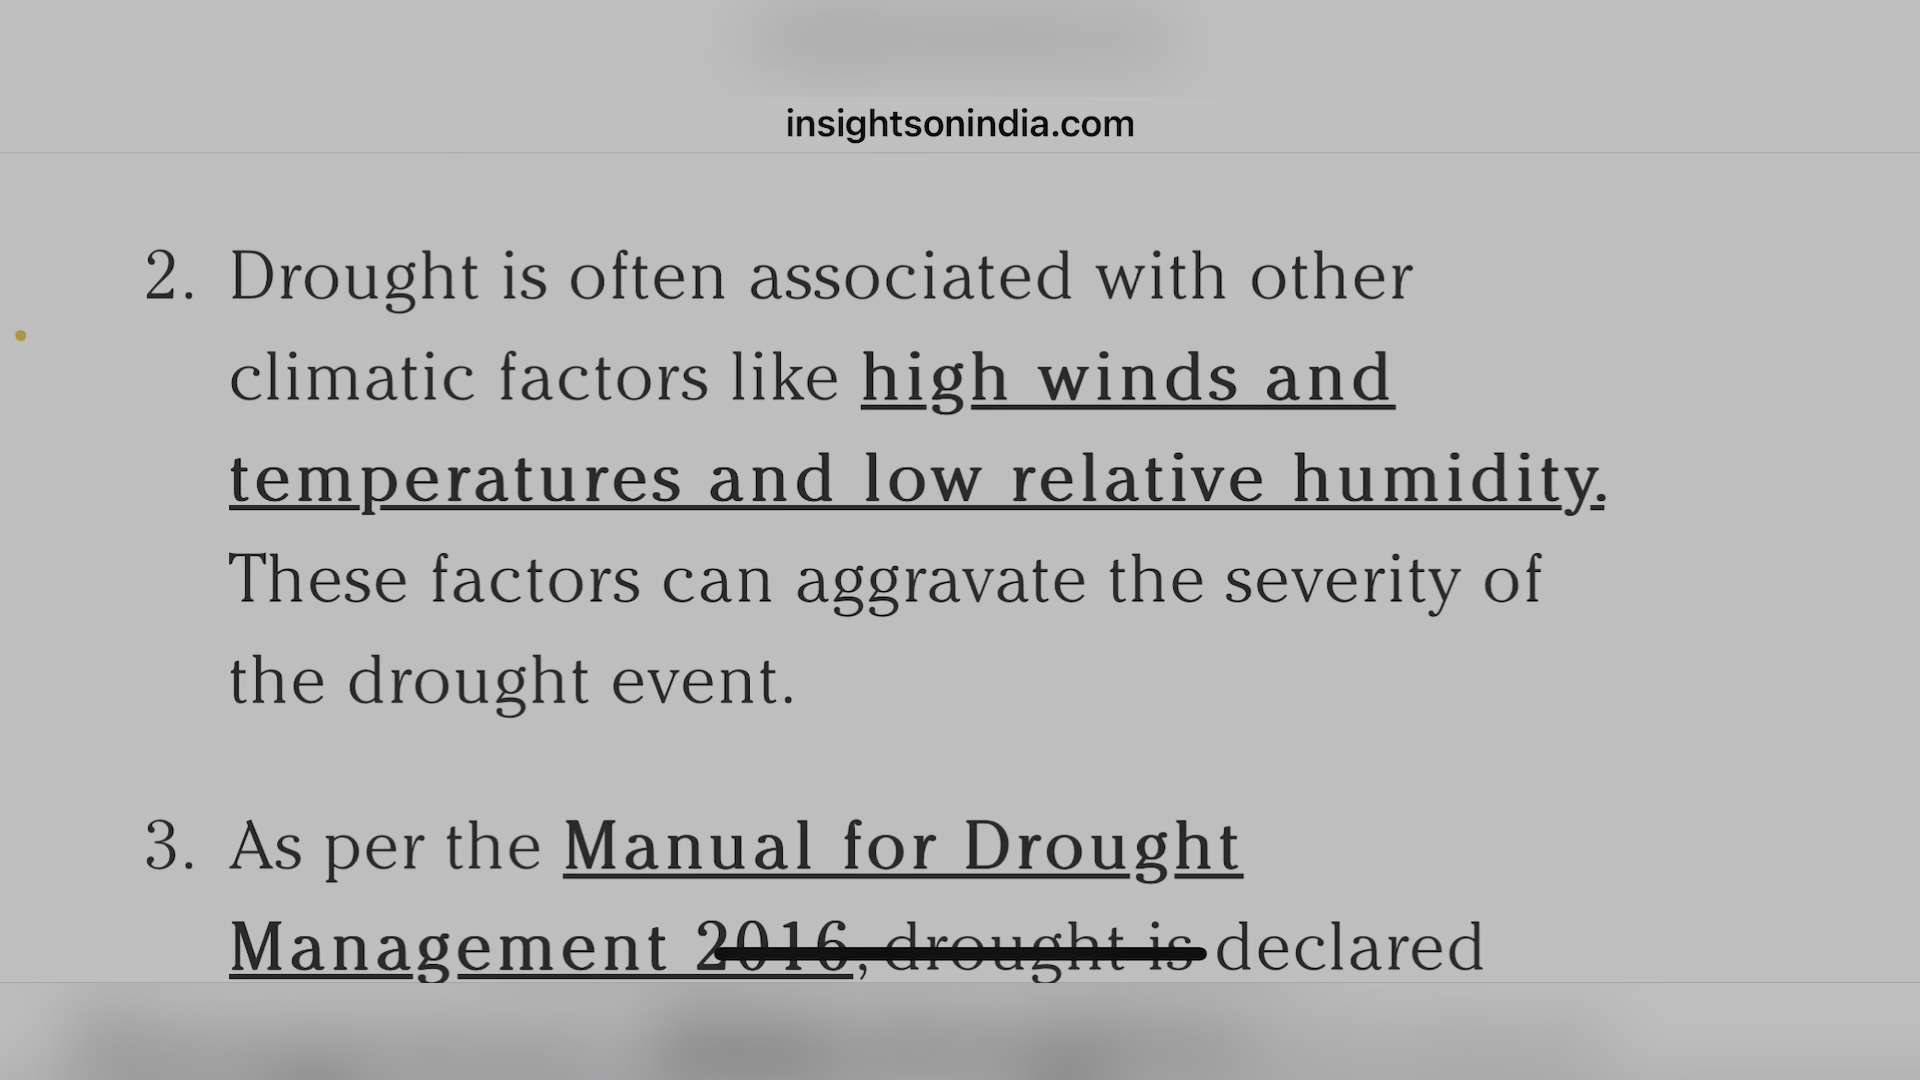 insightsonindia.com
2. Drought is often associated with other
climatic factors like high winds and
temperatures and low relative humidity.
These factors can aggravate the severity of
the drought event.
3. As per the Manual for Drought
Management 2016, drought is declared